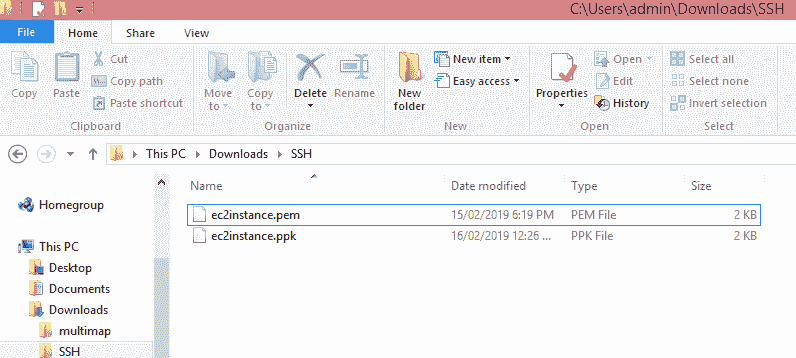 C:\Users\admin\Downloads\SSH
File Home Share View
Copy Paste Cut Copy path Paste shortcut Move to Copy to Delete Rename New folder New item Easy access Properties Open Edit History Select all Select none Invert selection
Clipboard Organize New Open Select
This PC Downloads SSH
Name Date modified Type Size
ec2instance.pem 15/02/2019 6:19 PM PEM File 2 KB
ec2instance.ppk 16/02/2019 12:26 ... PPK File 2 KB
Homegroup
This PC
Desktop
Documents
Downloads
multimap
SSH